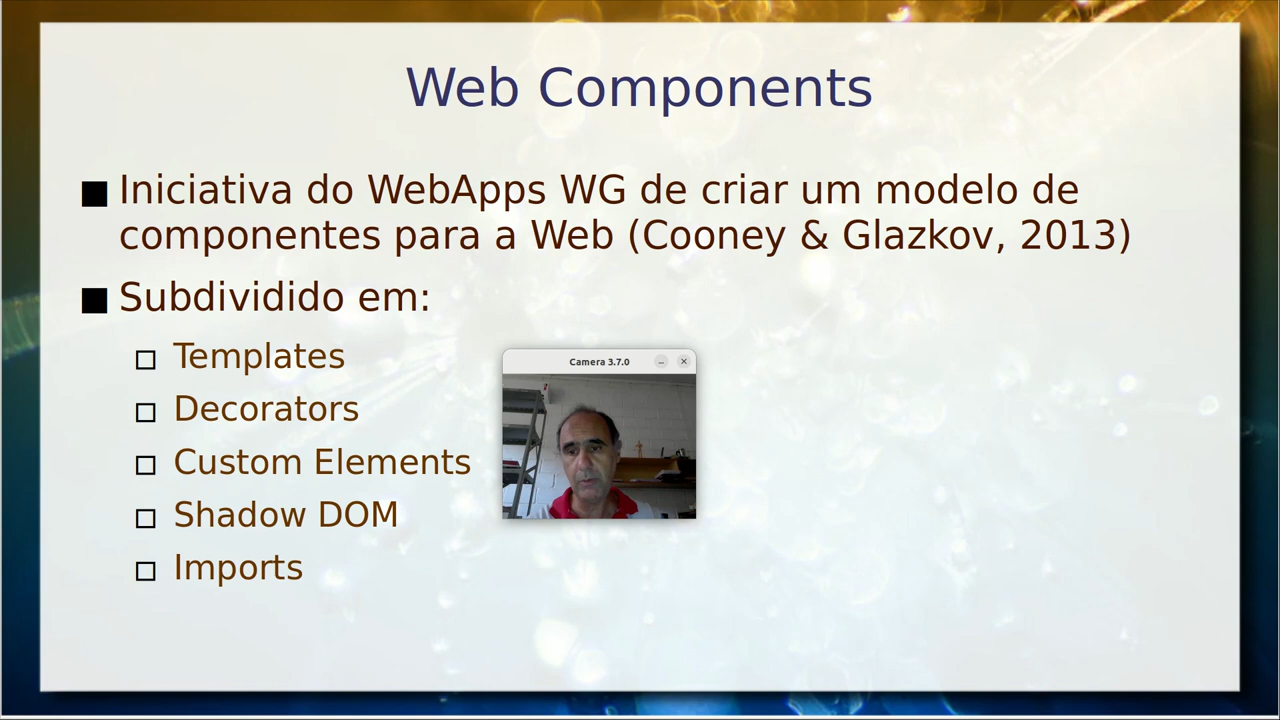 Web Components
Iniciativa do WebApps WG de criar um modelo de
componentes para a Web (Cooney & Glazkov, 2013)
Subdividido em:
Templates
Decorators
Custom Elements
Shadow DOM
Imports
Camera 3.7.0